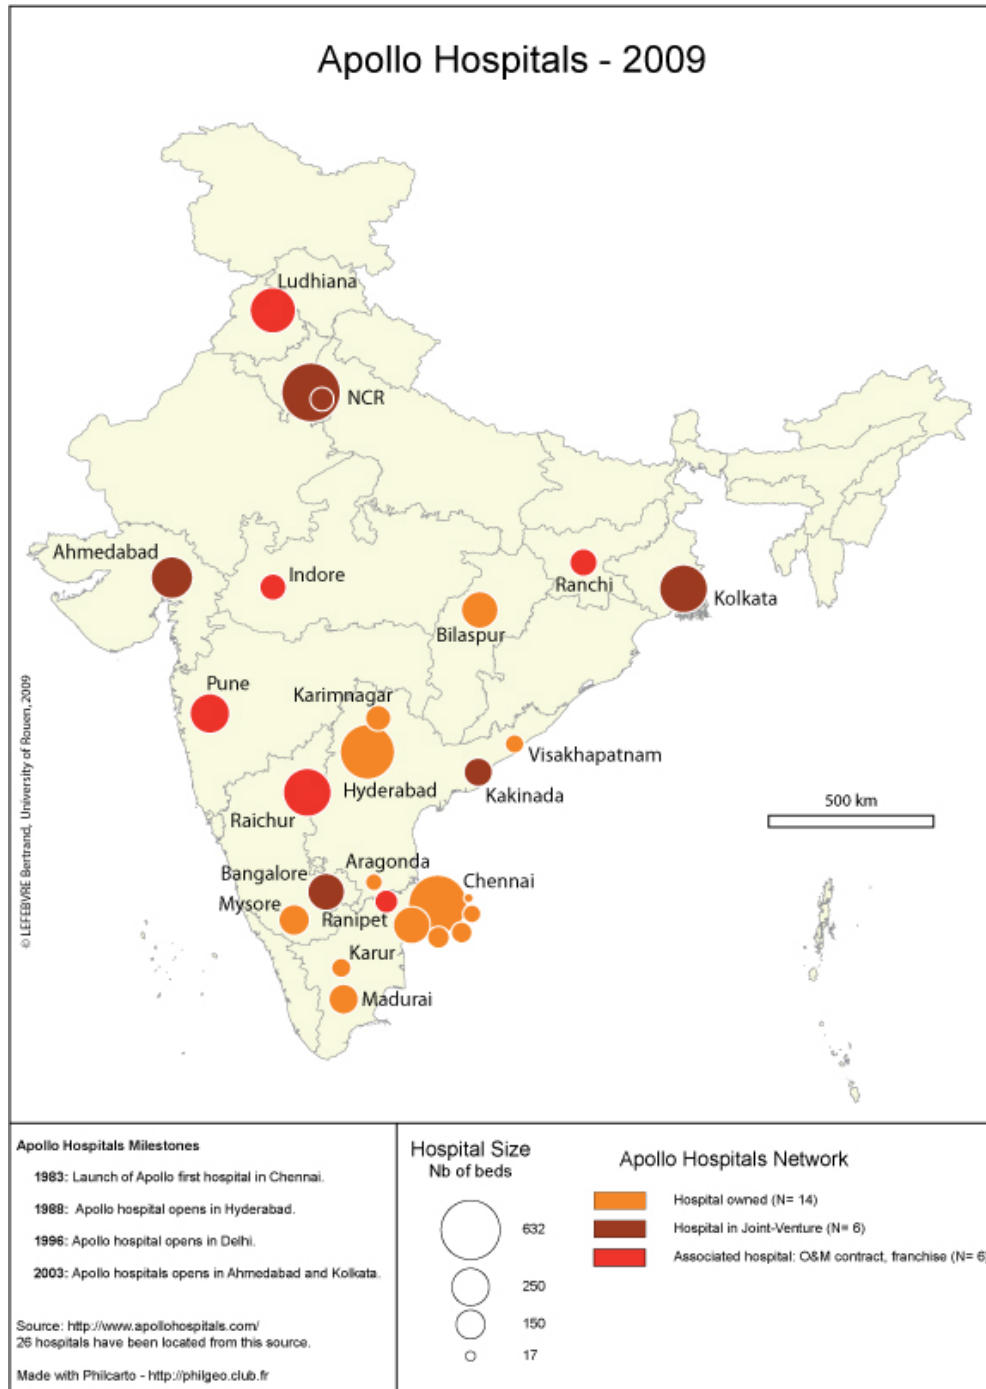 Apollo Hospitals - 2009
Ludhiana
NCR
Ahmedabad
Indore
Ranchi
Kolkata
Bilaspur
Pune
Karimnagar
Visakhapatnam
Hyderabad
Kakinada
Raichur
500 km
Aragonda
Bangalore
Chennai
Mysore
Ranipet
Karur
Madurai
© LEFEBVRE Bertrand, University of Rouen, 2009
Apollo Hospitals Milestones
1983: Launch of Apollo first hospital in Chennai.
1988: Apollo hospital opens in Hyderabad.
1996: Apollo hospital opens in Delhi.
2003: Apollo hospitals opens in Ahmedabad and Kolkata.
Source: http://www.apollohospitals.com/
26 hospitals have been located from this source.
Made with Philcarto - http://philgeo.club.fr
Hospital Size
Nb of beds
632
250
150
17
Apollo Hospitals Network
Hospital owned (N= 14)
Hospital in Joint-Venture (N= 6)
Associated hospital: O&M contract, franchise (N= 6)